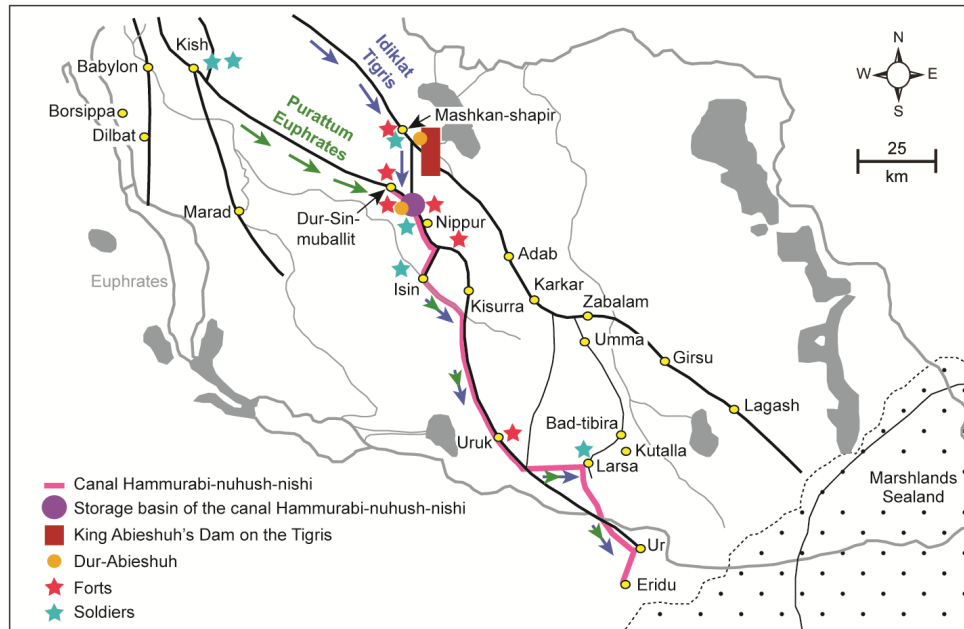 Kish
Babylon
Borsippa
Dilbat
Idiklat
Tigris
Purattum
Euphrates
Mashkan-shapir
N
W E
S
25
km
Marad
Dur-Sin-
muballit
Nippur
Euphrates
Isin
Kisurra
Adab
Karkar
Zabalam
Umma
Girsu
Lagash
Uruk
Bad-tibira
Kutalla
Larsa
Marshlands
Sealand
Ur
Eridu
Canal Hammurabi-nuhush-nishi
Storage basin of the canal Hammurabi-nuhush-nishi
King Abieshuh's Dam on the Tigris
Dur-Abieshuh
Forts
Soldiers